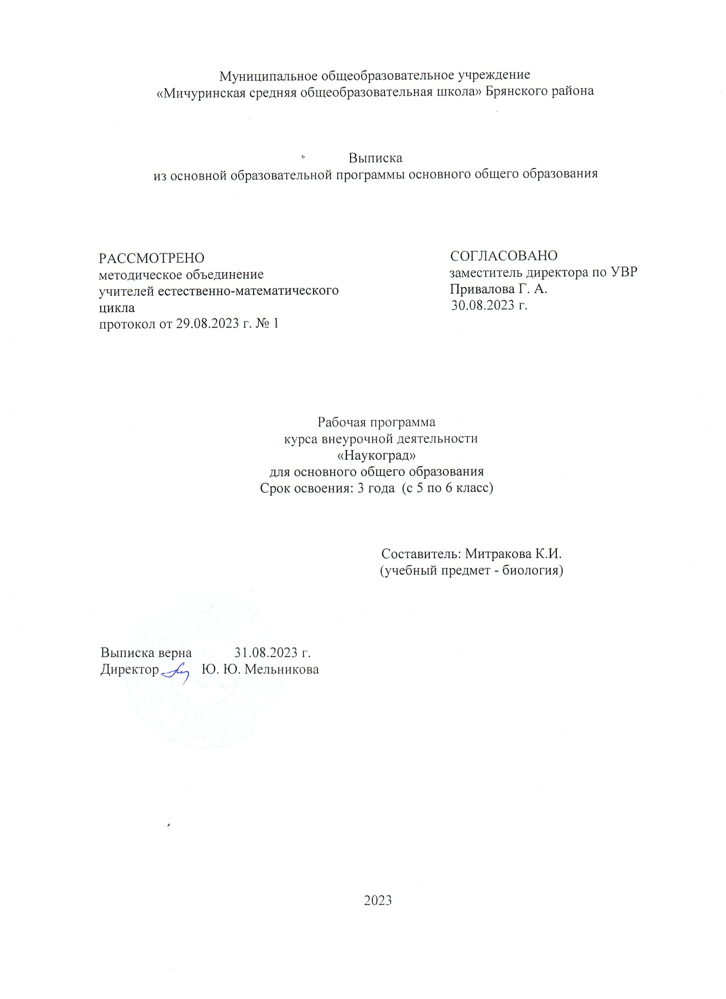 Муниципальное общеобразовательное учреждение
«Мичуринская средняя общеобразовательная школа» Брянского района
Выписка
из основной образовательной программы основного общего образования
РАССМОТРЕНО
методическое объединение
учителей естественно-математического
цикла
протокол от 29.08.2023 г. № 1
СОГЛАСОВАНО
заместитель директора по УВР
Привалова Г. А.
30.08.2023 г.
Рабочая программа
курса внеурочной деятельности
«Наукоград»
для основного общего образования
Срок освоения: 3 года (с 5 по 6 класс)
Составитель: Митракова К.И.
(учебный предмет - биология)
Выписка верна 31.08.2023 г.
Директор Ю. Ю. Мельникова
2023